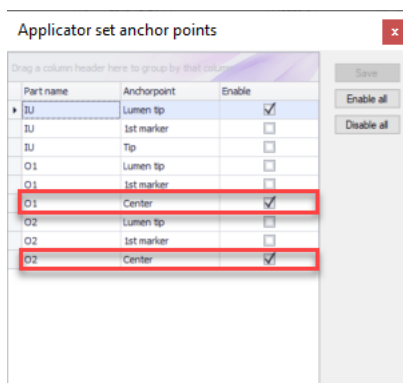 Applicator set anchor points
x
Drag a column header here to group by that column
Save
Enable all
Disable all
Part name Anchorpoint Enable
IU Lumen tip
IU 1st marker
IU Tip
O1 Lumen tip
O1 1st marker
O1 Center
O2 Lumen tip
O2 1st marker
O2 Center